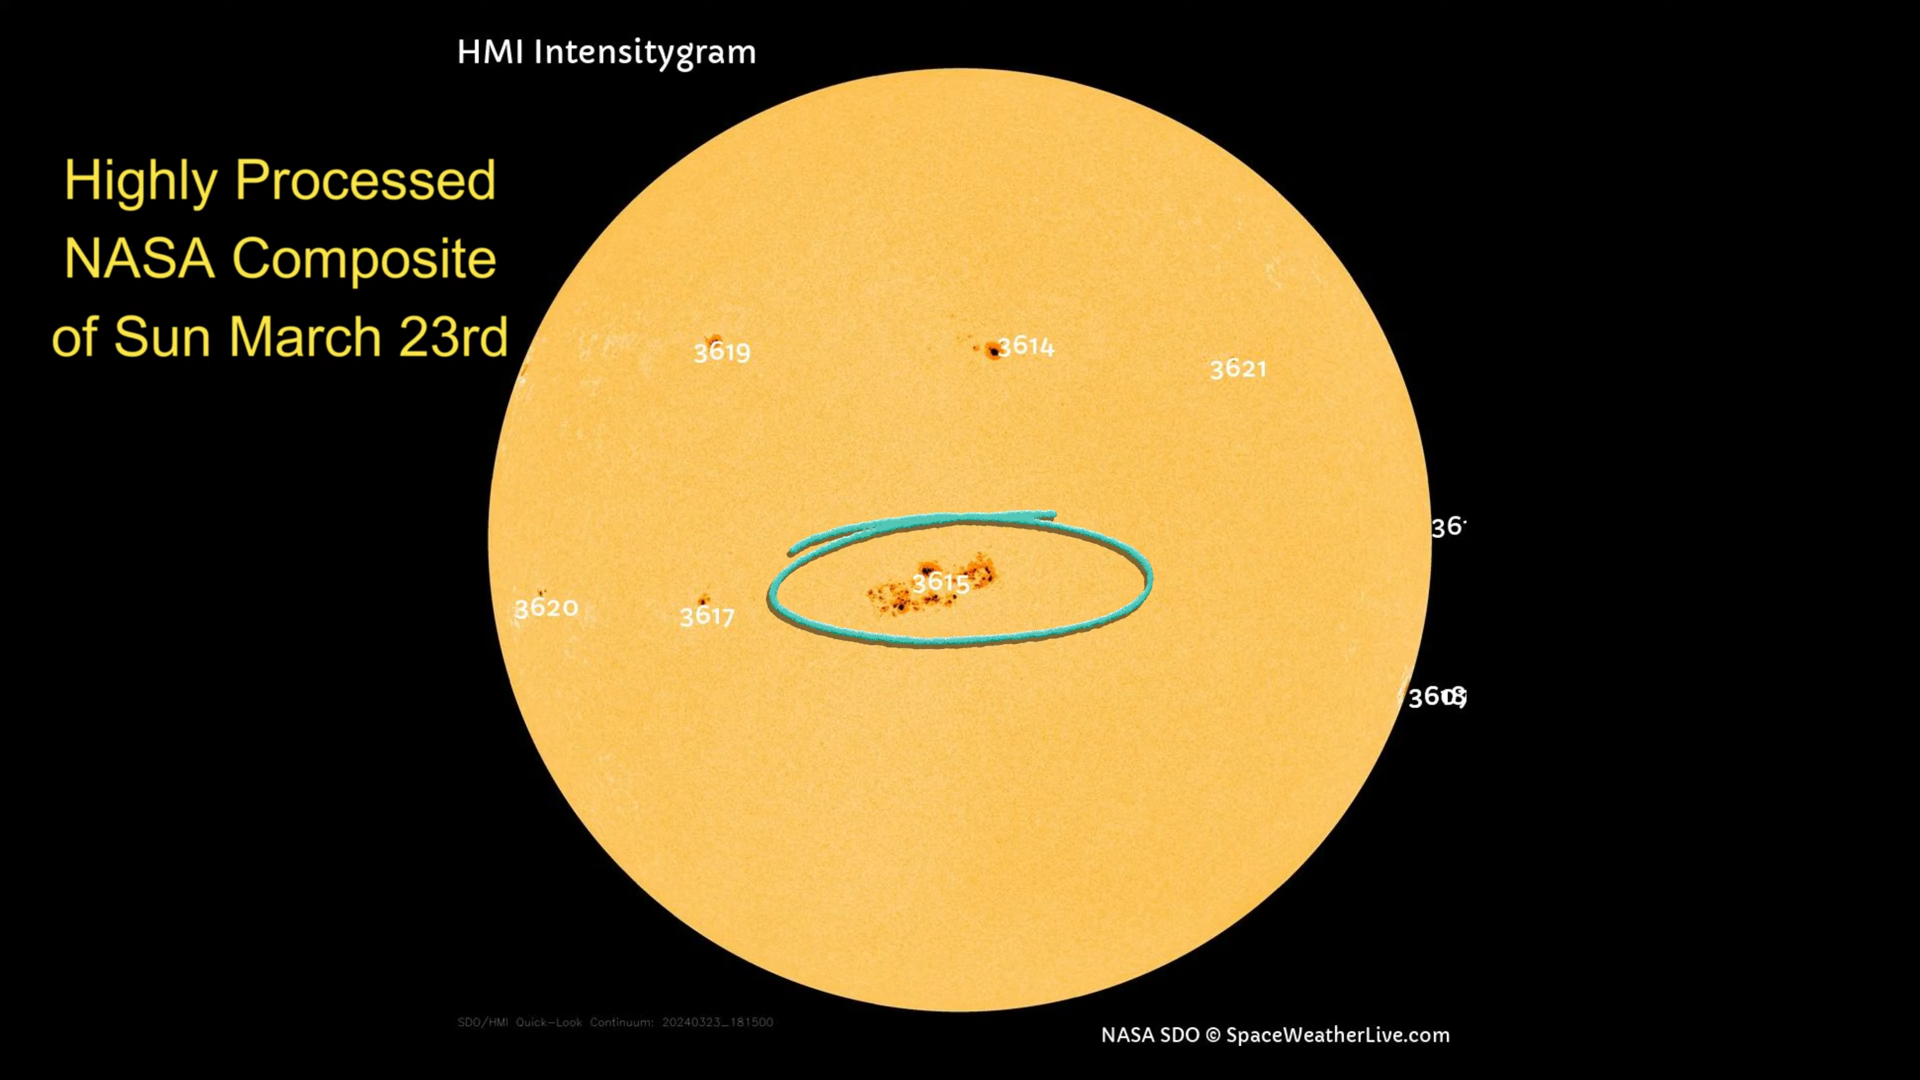 HMI Intensitygram
Highly Processed
NASA Composite
of Sun March 23rd
3619
3614
3621
3615
3620
3617
SDO/HMI Quick-Look Continuum: 20240323_181500
NASA SDO © SpaceWeatherLive.com